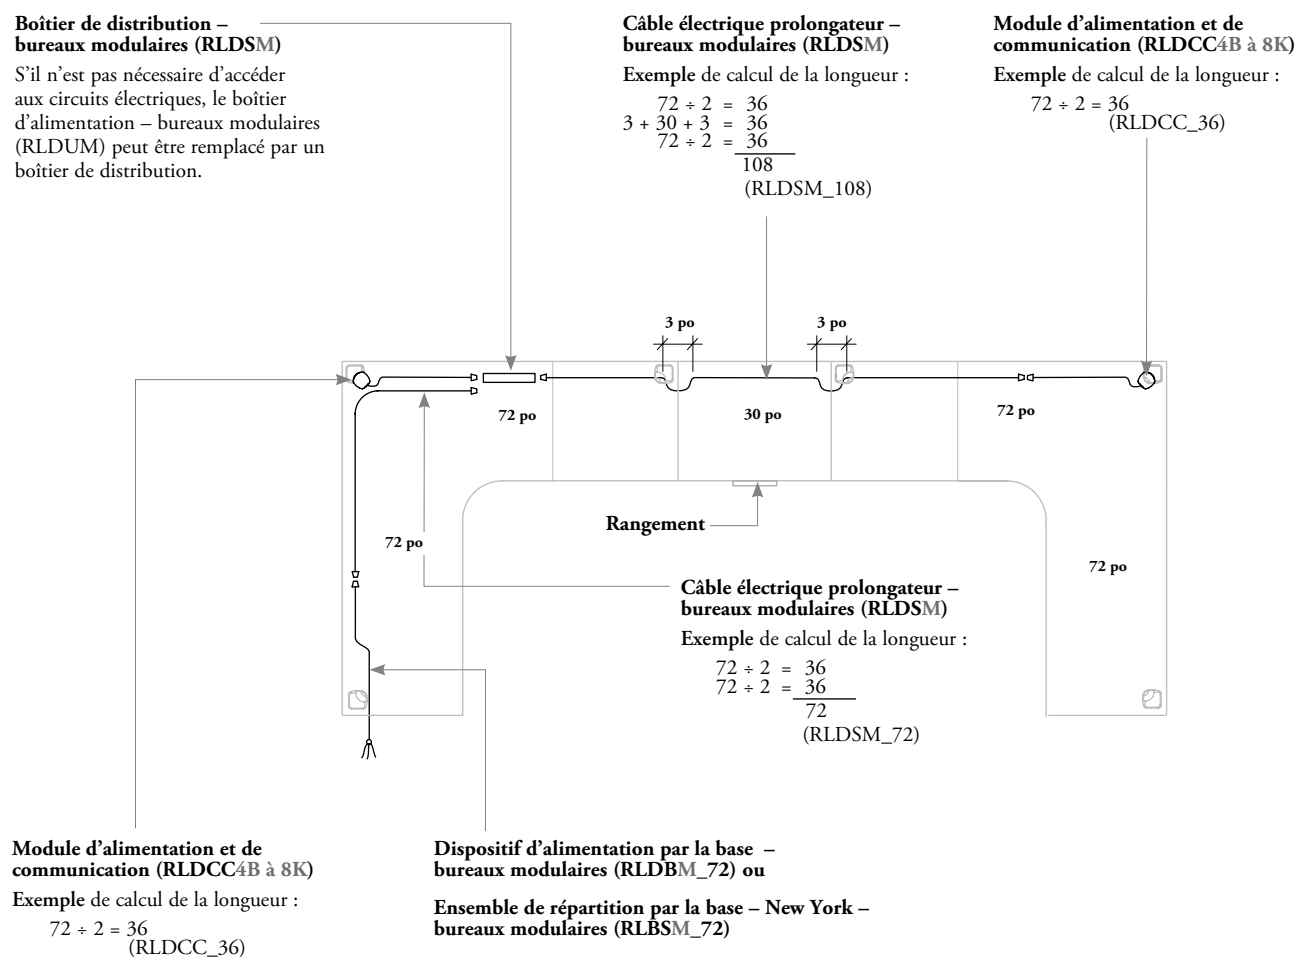 Boîtier de distribution –
bureaux modulaires (RLDSM)
S'il n'est pas nécessaire d'accéder
aux circuits électriques, le boîtier
d'alimentation – bureaux modulaires
(RLDUM) peut être remplacé par un
boîtier de distribution.
Câble électrique prolongateur –
bureaux modulaires (RLDSM)
Exemple de calcul de la longueur :
72 ÷ 2 = 36
3 + 30 + 3 = 36
72 ÷ 2 = 36
108
(RLDSM_108)
Module d'alimentation et de
communication (RLDCC4B à 8K)
Exemple de calcul de la longueur :
72 ÷ 2 = 36
(RLDCC_36)
3 po
3 po
72 po
30 po
72 po
Rangement
72 po
72 po
Câble électrique prolongateur –
bureaux modulaires (RLDSM)
Exemple de calcul de la longueur :
72 ÷ 2 = 36
72 ÷ 2 = 36
72
(RLDSM_72)
Module d'alimentation et de
communication (RLDCC4B à 8K)
Exemple de calcul de la longueur :
72 ÷ 2 = 36
(RLDCC_36)
Dispositif d'alimentation par la base –
bureaux modulaires (RLDBM_72) ou
Ensemble de répartition par la base – New York –
bureaux modulaires (RLBSM_72)